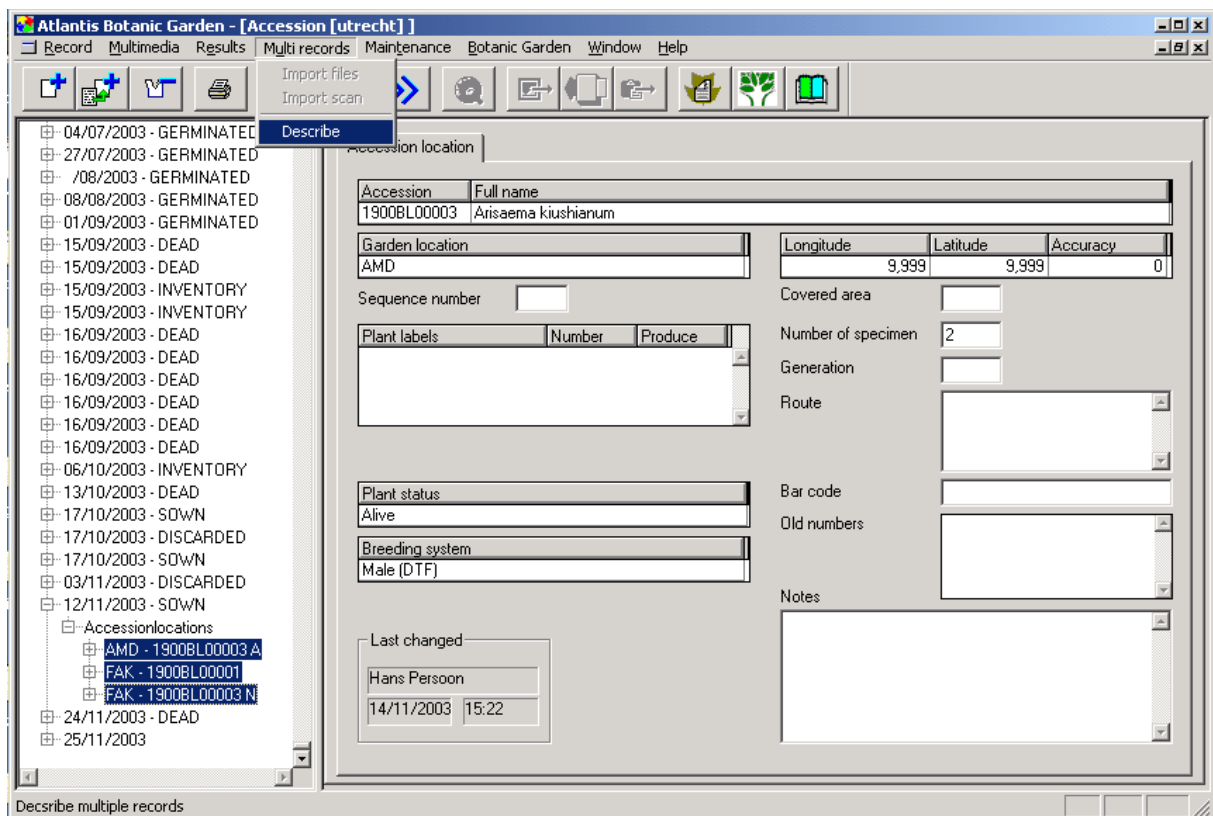 Atlantis Botanic Garden - [Accession [utrecht] ]
Record Multimedia Results Multi records Maintenance Botanic Garden Window Help
Import files
Import scan
Describe
04/07/2003 - GERMINATED
27/07/2003 - GERMINATED
/08/2003 - GERMINATED
08/08/2003 - GERMINATED
01/09/2003 - GERMINATED
15/09/2003 - DEAD
15/09/2003 - DEAD
15/09/2003 - INVENTORY
15/09/2003 - INVENTORY
16/09/2003 - DEAD
16/09/2003 - DEAD
16/09/2003 - DEAD
16/09/2003 - DEAD
16/09/2003 - DEAD
16/09/2003 - DEAD
06/10/2003 - INVENTORY
13/10/2003 - DEAD
17/10/2003 - SOWN
17/10/2003 - DISCARDED
17/10/2003 - SOWN
03/11/2003 - DISCARDED
12/11/2003 - SOWN
Accessionlocations
AMD - 1900BL00003 A
FAK - 1900BL00001
FAK - 1900BL00003 N
24/11/2003 - DEAD
25/11/2003
Accession location
Accession Full name
1900BL00003 Arisaema kiushianum
Garden location
AMD
Longitude Latitude Accuracy
9,999 9,999 0
Sequence number
Covered area
Plant labels Number Produce
Number of specimen 2
Generation
Route
Plant status
Alive
Bar code
Old numbers
Breeding system
Male (DTF)
Notes
Last changed
Hans Persoon
14/11/2003 15:22
Decsribe multiple records